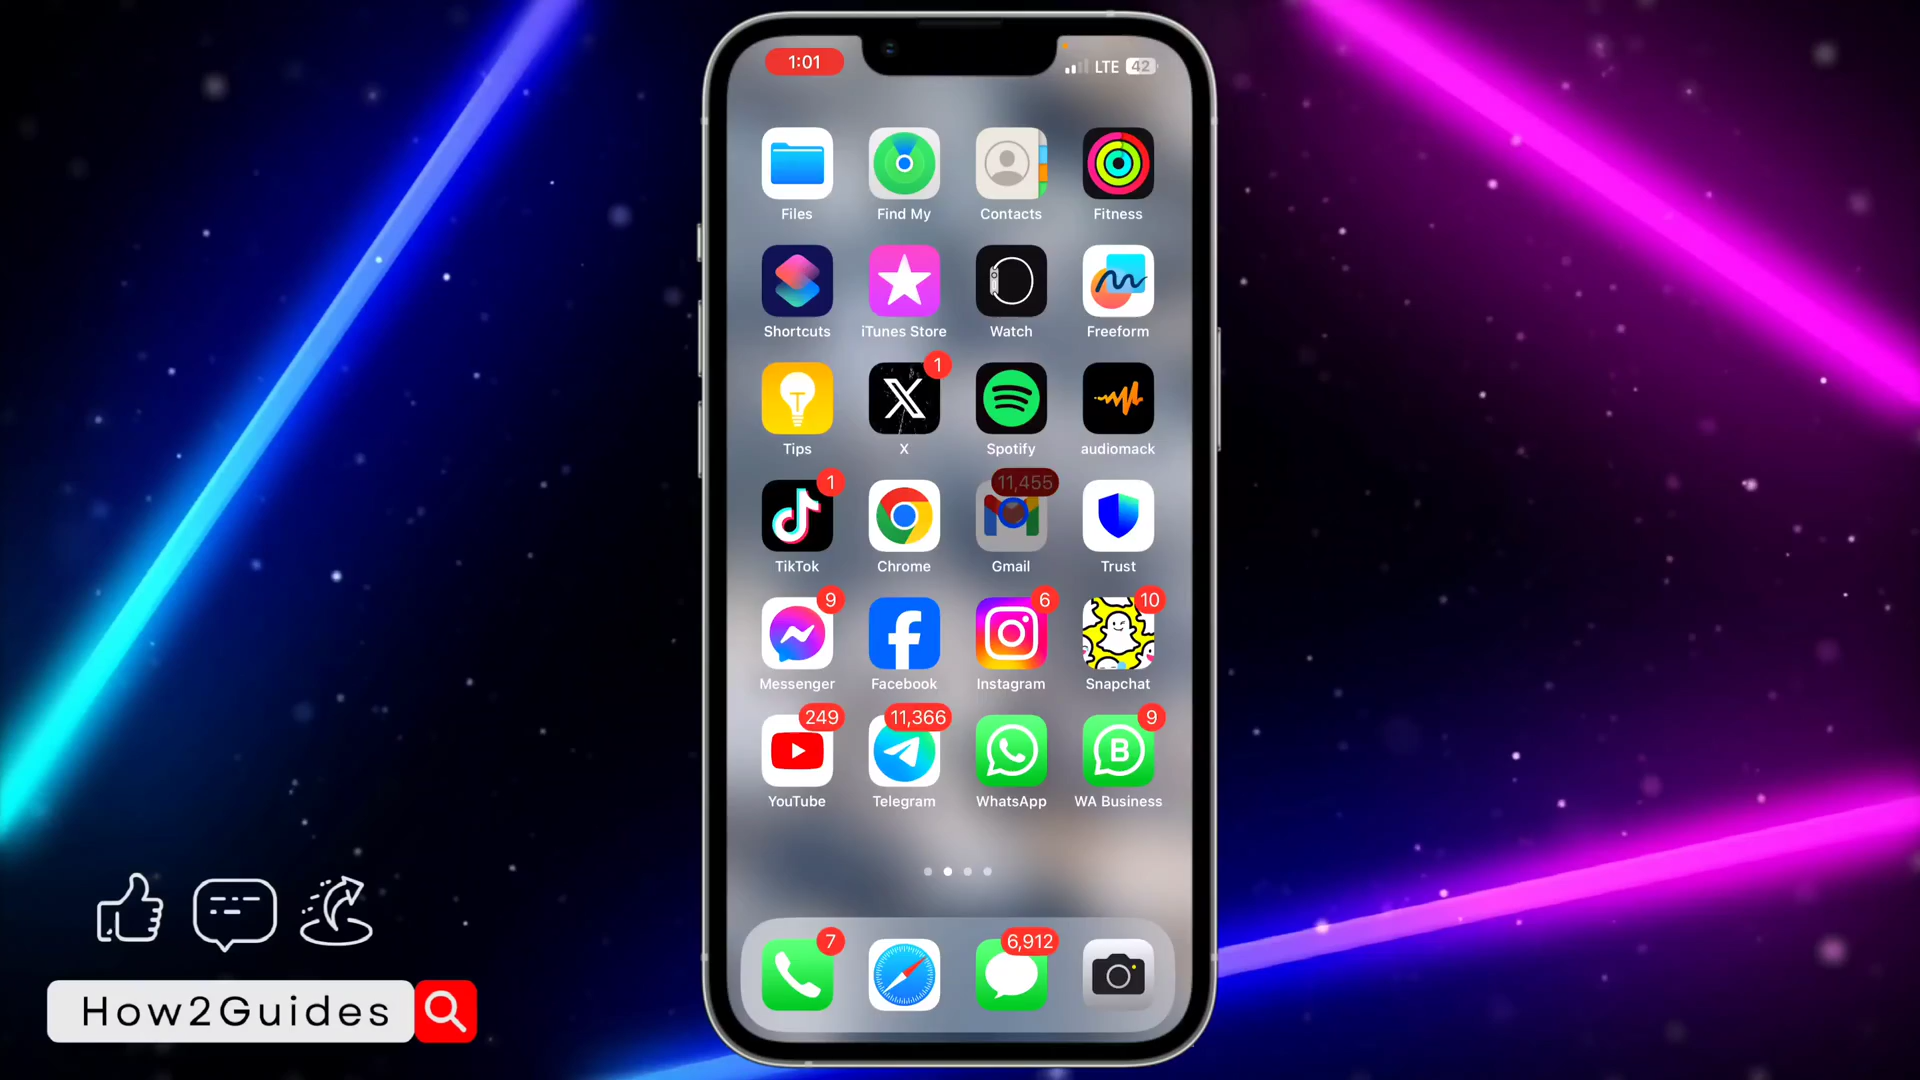 1:01
LTE 42
Files Find My Contacts Fitness
Shortcuts iTunes Store Watch Freeform
1
Tips X Spotify audiomack
1 11,455
TikTok Chrome Gmail Trust
9 6 10
Messenger Facebook Instagram Snapchat
249 11,366 9
B
YouTube Telegram WhatsApp WA Business
7 6,912
How2Guides